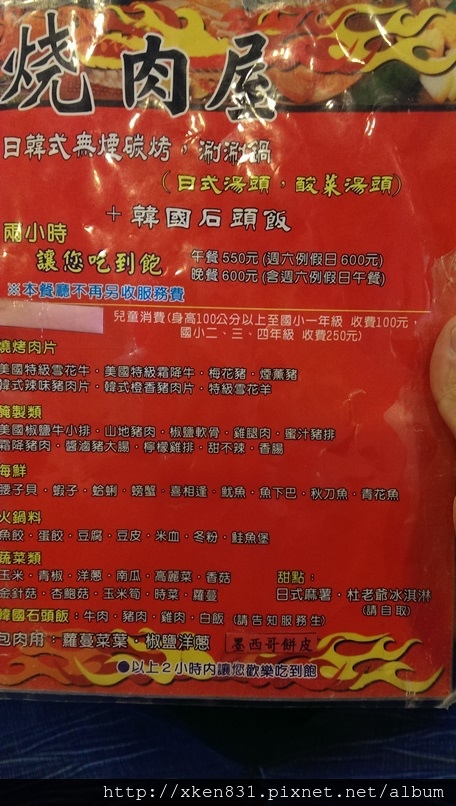 燒肉屋
日韓式無煙碳烤，涮涮鍋
（日式湯頭，酸菜湯頭）
＋韓國石頭飯
兩小時
讓您吃到飽
午餐 550元 (週六例假日 600元)
晚餐 600元 (含週六例假日午餐)
※本餐廳不再另收服務費
兒童消費(身高100公分以上至國小一年級 收費100元，
國小二、三、四年級 收費250元)
燒烤肉片
美國特級雪花牛・美國特級霜降牛・梅花豬・煙薰豬
韓式辣味豬肉片・韓式橙香豬肉片・特級雪花羊
醃製類
美國椒鹽牛小排・山地豬肉・椒鹽軟骨・雞腿肉・蜜汁豬排
霜降豬肉・醬滷豬大腸・檸檬雞排・甜不辣・香腸
海鮮
腰子貝・蝦子・蛤蜊・螃蟹・喜相逢・魷魚・魚下巴・秋刀魚・青花魚
火鍋料
魚餃・蛋餃・豆腐・豆皮・米血・冬粉・鮭魚堡
蔬菜類
玉米・青椒・洋蔥・南瓜・高麗菜・香菇
金針菇・杏鮑菇・玉米筍・時菜・蘿蔓
甜點：
日式麻薯・杜老爺冰淇淋
(請自取)
韓國石頭飯：牛肉・豬肉・雞肉・白飯 (請告知服務生)
包肉用：蘿蔓菜葉・椒鹽洋蔥 墨西哥餅皮
●以上2小時內讓您歡樂吃到飽
http://xken831.pixnet.net/album